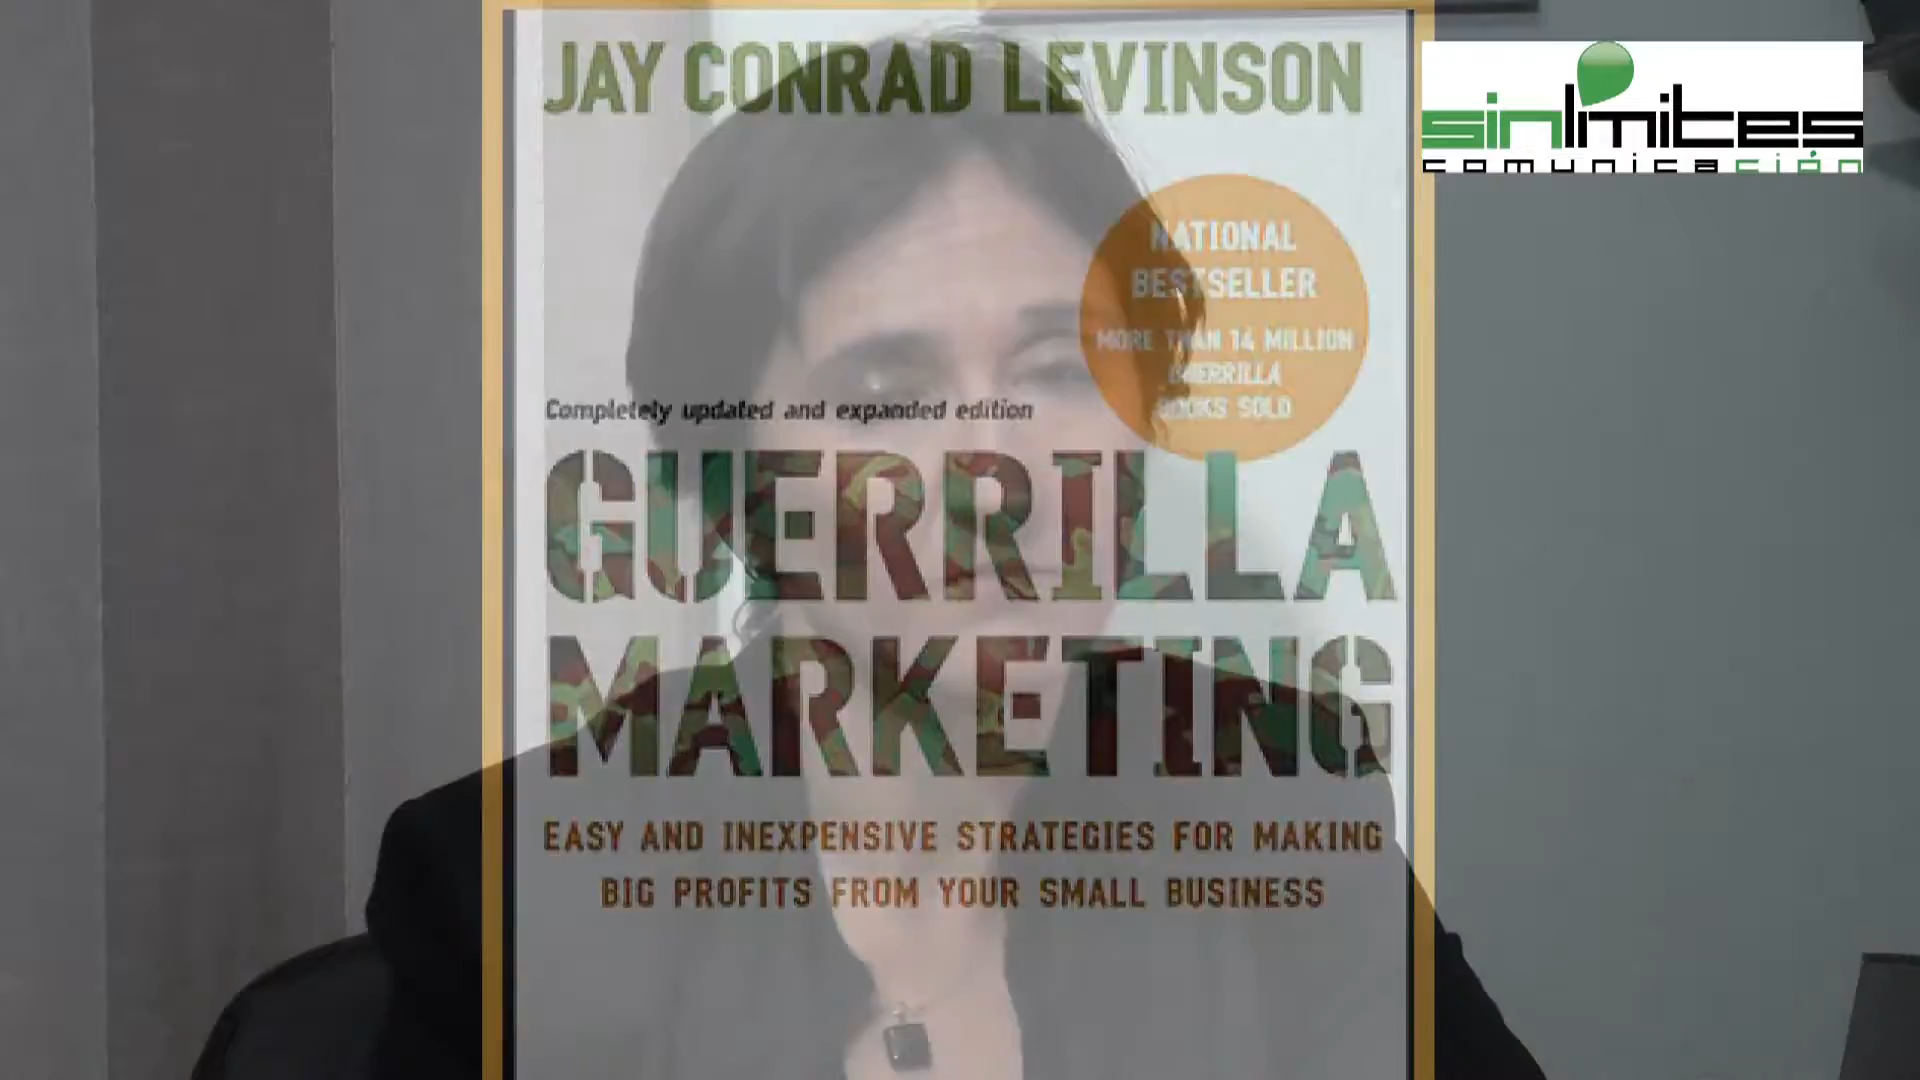 JAY CONRAD LEVINSON
sinlimites
comunicación
NATIONAL
BESTSELLER
MORE THAN 14 MILLION
GUERRILLA
BOOKS SOLD
Completely updated and expanded edition
GUERRILLA
MARKETING
EASY AND INEXPENSIVE STRATEGIES FOR MAKING
BIG PROFITS FROM YOUR SMALL BUSINESS